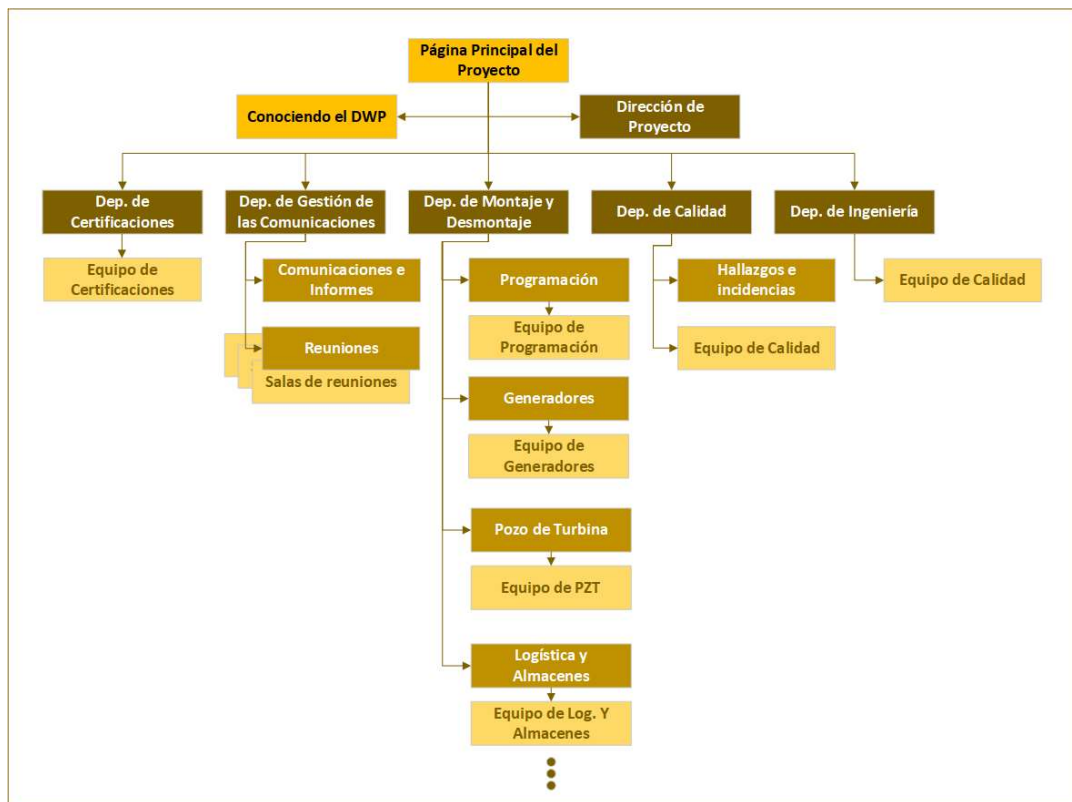 Página Principal del
Proyecto
Conociendo el DWP
Dirección de
Proyecto
Dep. de
Certificaciones
Dep. de Gestión de
las Comunicaciones
Dep. de Montaje y
Desmontaje
Dep. de Calidad
Dep. de Ingeniería
Equipo de
Certificaciones
Comunicaciones e
Informes
Reuniones
Salas de reuniones
Programación
Equipo de
Programación
Generadores
Equipo de
Generadores
Pozo de Turbina
Equipo de PZT
Logística y
Almacenes
Equipo de Log. Y
Almacenes
Hallazgos e
incidencias
Equipo de Calidad
Equipo de Calidad